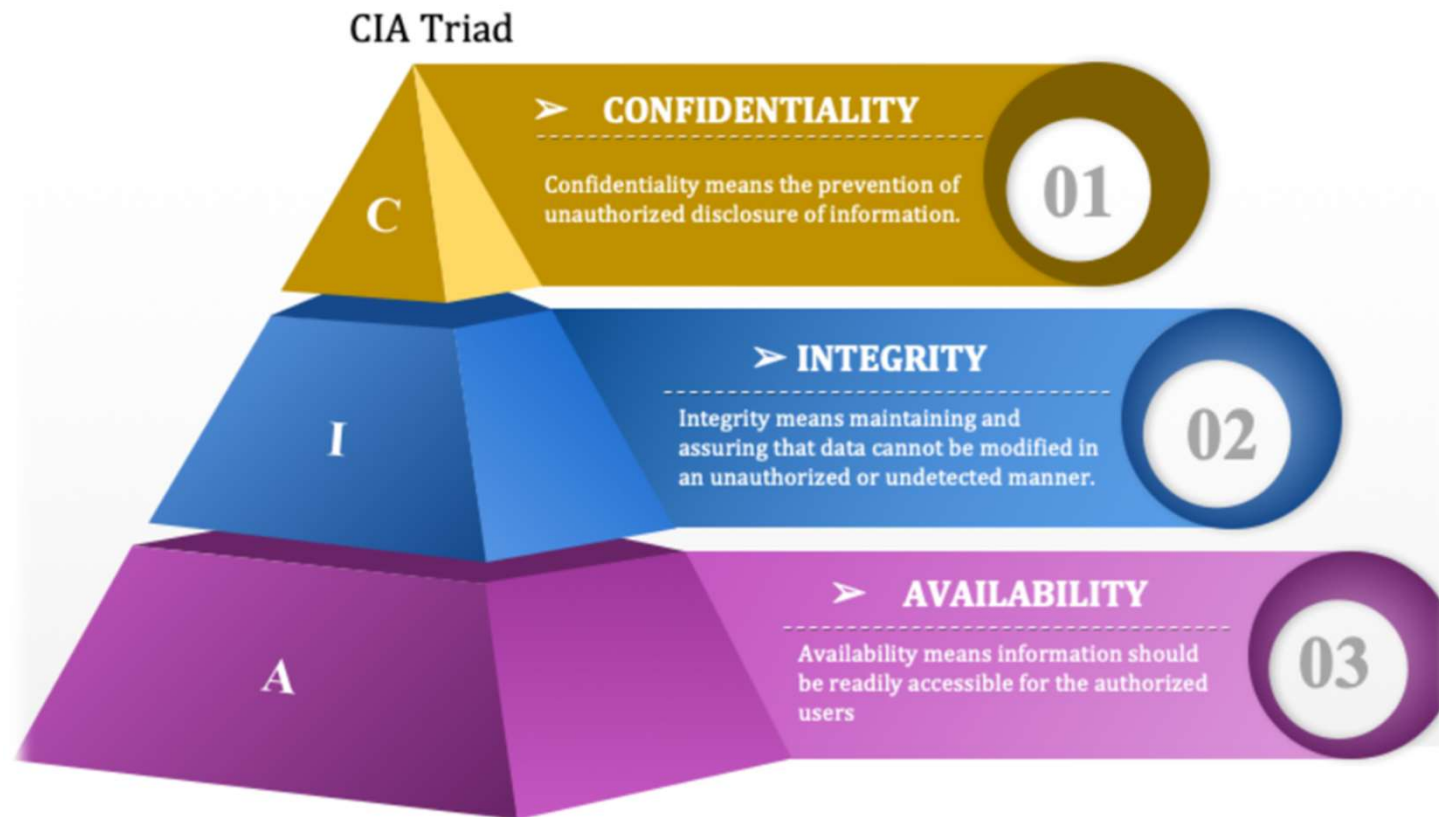 CIA Triad
➢ CONFIDENTIALITY
Confidentiality means the prevention of
unauthorized disclosure of information.
01
C
➢ INTEGRITY
Integrity means maintaining and
assuring that data cannot be modified in
an unauthorized or undetected manner.
02
I
➢ AVAILABILITY
Availability means information should
be readily accessible for the authorized
users
03
A